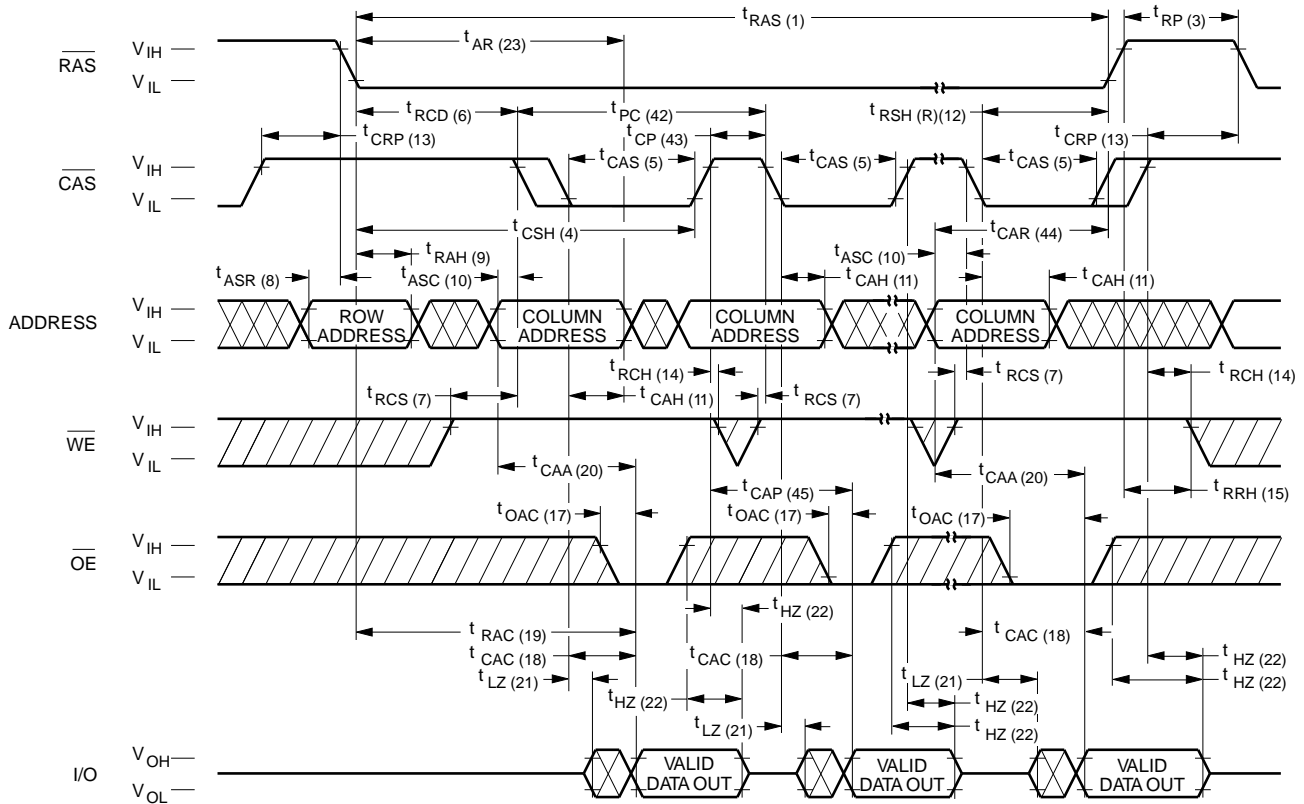 t RAS (1)
t RP (3)
t AR (23)
RAS
V IH
V IL
t RCD (6)
t PC (42)
t RSH (R)(12)
t CRP (13)
t CP (43)
t CRP (13)
CAS
V IH
V IL
t CAS (5)
t CAS (5)
t CAS (5)
t CSH (4)
t CAR (44)
t RAH (9)
t ASR (8)
t ASC (10)
t ASC (10)
t CAH (11)
t CAH (11)
ADDRESS
V IH
V IL
ROW ADDRESS
COLUMN ADDRESS
COLUMN ADDRESS
COLUMN ADDRESS
t RCH (14)
t RCS (7)
t RCH (14)
t RCS (7)
t CAH (11)
t RCS (7)
WE
V IH
V IL
t CAA (20)
t CAA (20)
t CAP (45)
t RRH (15)
t OAC (17)
t OAC (17)
t OAC (17)
OE
V IH
V IL
t HZ (22)
t RAC (19)
t CAC (18)
t CAC (18)
t CAC (18)
t HZ (22)
t LZ (21)
t LZ (21)
t HZ (22)
t HZ (22)
t HZ (22)
t LZ (21)
t HZ (22)
I/O
V OH
V OL
VALID DATA OUT
VALID DATA OUT
VALID DATA OUT